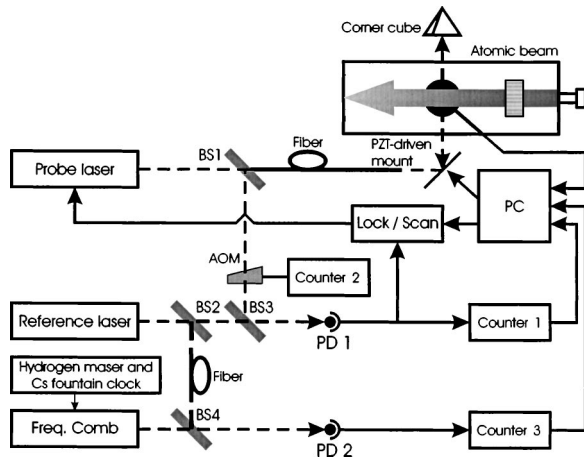 Corner cube
Atomic beam
Fiber
PZT-driven
mount
BS1
Probe laser
PC
Lock / Scan
AOM
Counter 2
BS2
BS3
Reference laser
PD 1
Counter 1
Hydrogen maser and
Cs fountain clock
Fiber
BS4
Freq. Comb
PD 2
Counter 3